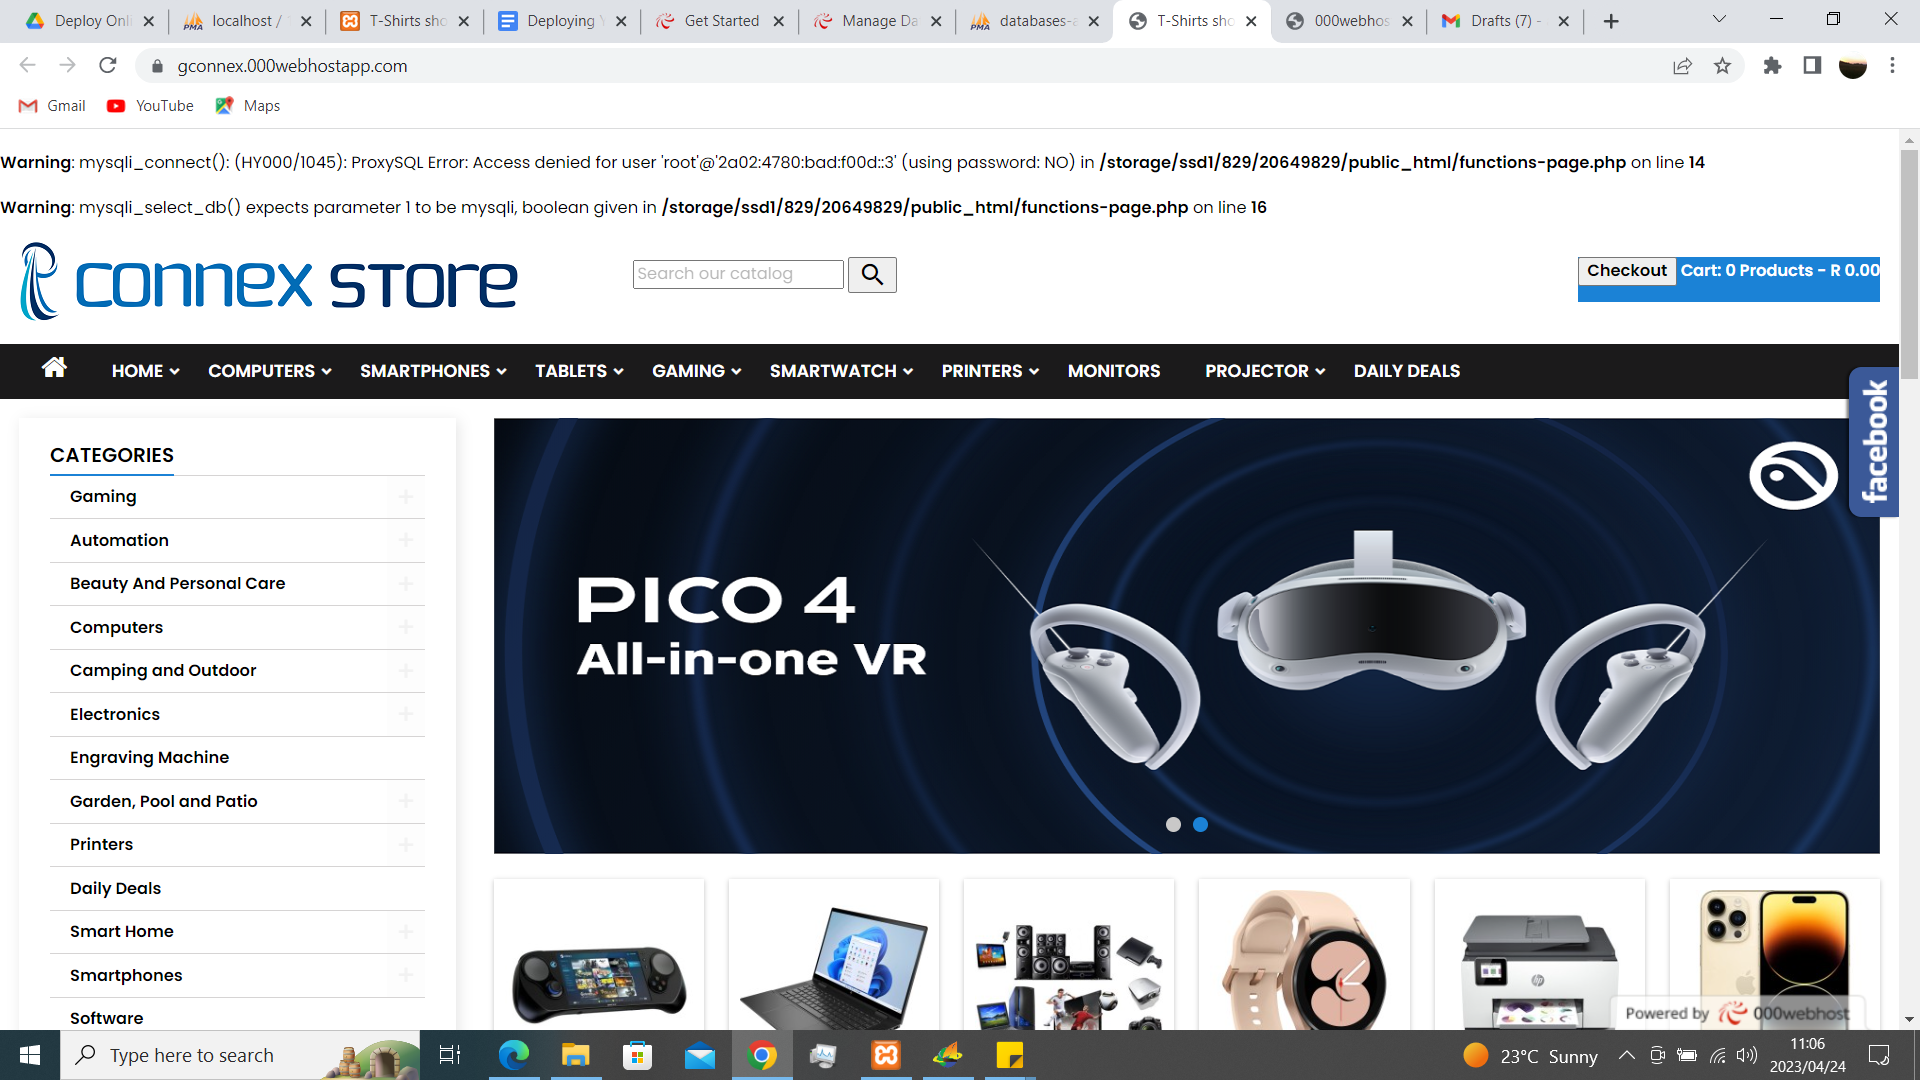 Deploy Onli
localhost /
T-Shirts sho
Deploying Y
Get Started
Manage Da
databases-a
T-Shirts sho
000webhos
Drafts (7) -
gconnex.000webhostapp.com
Gmail
YouTube
Maps
Warning: mysqli_connect(): (HY000/1045): ProxySQL Error: Access denied for user 'root'@'2a02:4780:bad:f00d::3' (using password: NO) in /storage/ssd1/829/20649829/public_html/functions-page.php on line 14
Warning: mysqli_select_db() expects parameter 1 to be mysqli, boolean given in /storage/ssd1/829/20649829/public_html/functions-page.php on line 16
connex store
Search our catalog
Checkout Cart: 0 Products - R 0.00
HOME COMPUTERS SMARTPHONES TABLETS GAMING SMARTWATCH PRINTERS MONITORS PROJECTOR DAILY DEALS
facebook
CATEGORIES
Gaming
Automation
Beauty And Personal Care
Computers
Camping and Outdoor
Electronics
Engraving Machine
Garden, Pool and Patio
Printers
Daily Deals
Smart Home
Smartphones
Software
PICO 4
All-in-one VR
Powered by 000webhost
Type here to search
23°C Sunny
11:06
2023/04/24